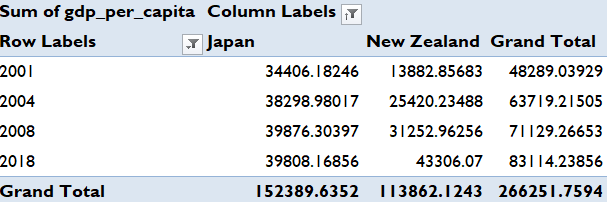 Sum of gdp_per_capita Column Labels
Row Labels Japan New Zealand Grand Total
2001 34406.18246 13882.85683 48289.03929
2004 38298.98017 25420.23488 63719.21505
2008 39876.30397 31252.96256 71129.26653
2018 39808.16856 43306.07 83114.23856
Grand Total 152389.6352 113862.1243 266251.7594